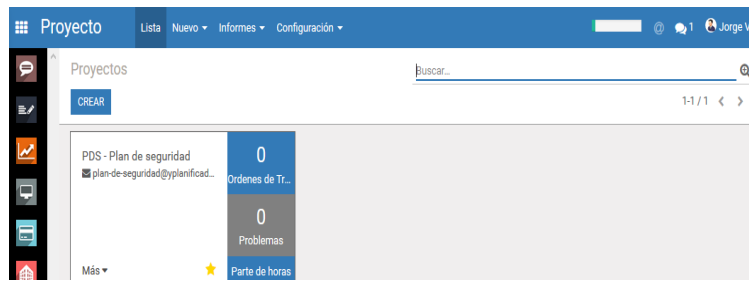 Proyecto Lista Nuevo Informes Configuración @ 1 Jorge V
Proyectos Buscar...
CREAR 1-1 / 1
PDS - Plan de seguridad 0
plan-de-seguridad@yplanificad... Ordenes de Tr...
0
Problemas
Más Parte de horas